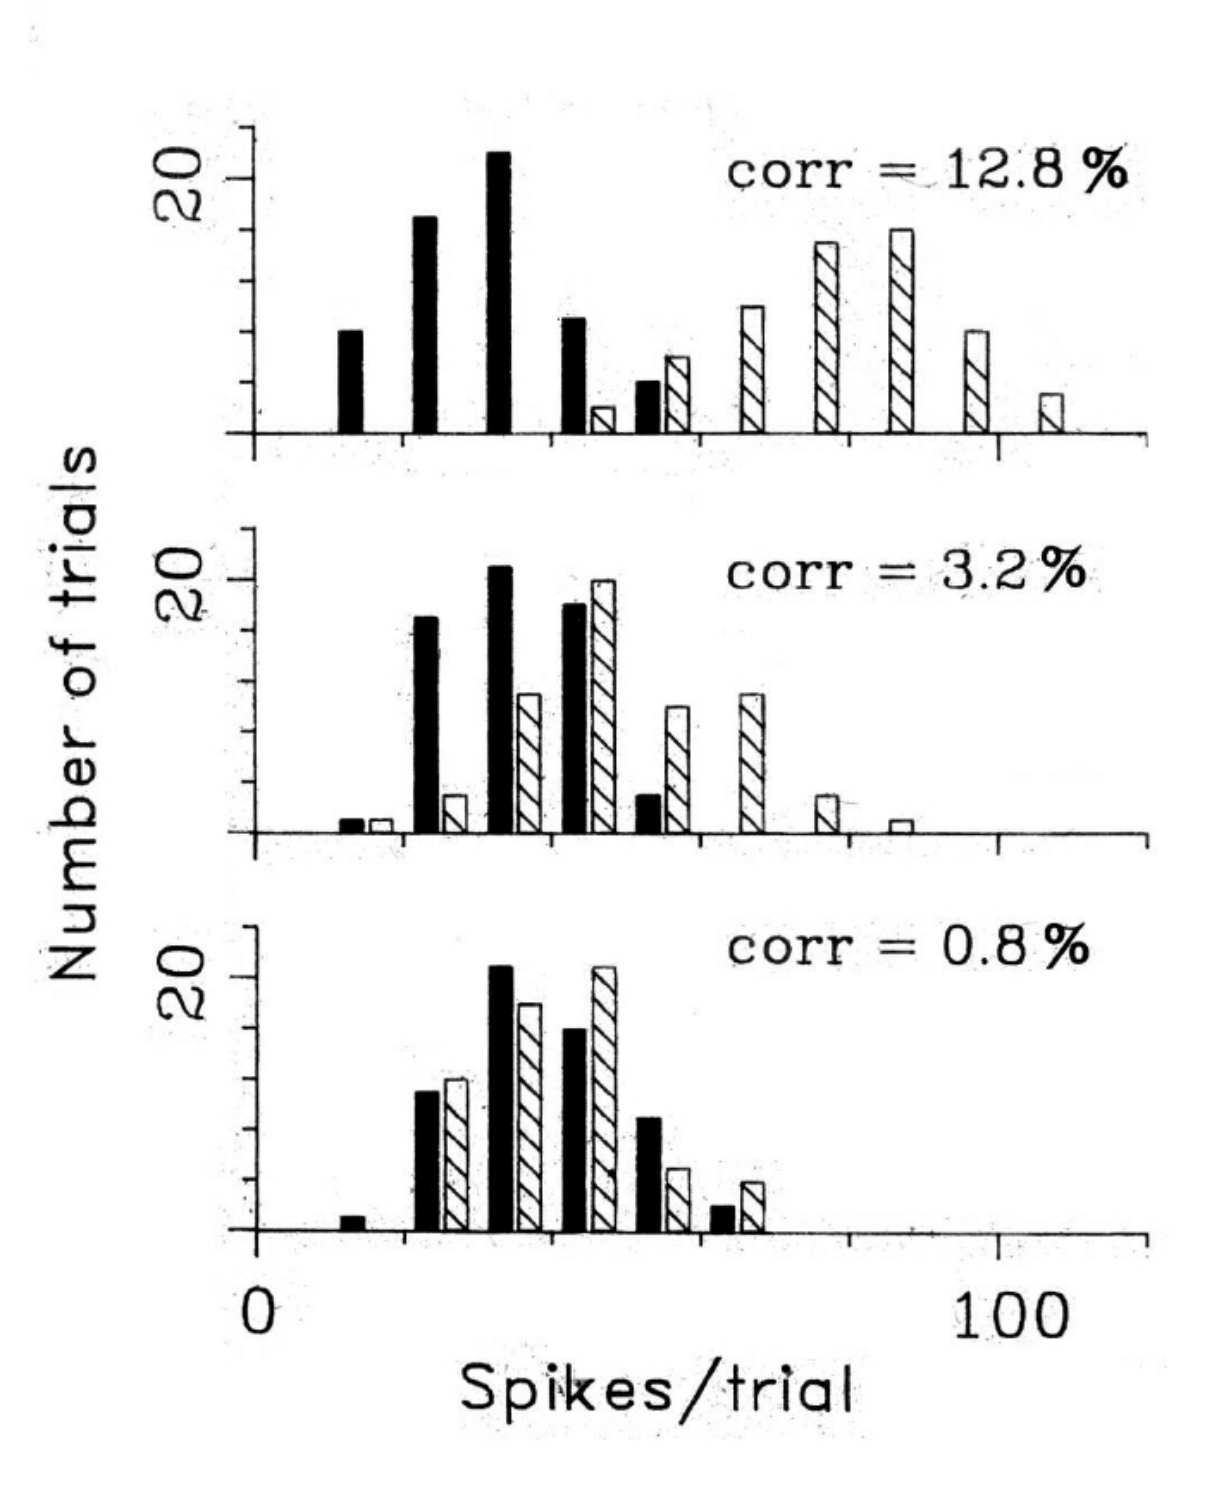 20
corr = 12.8 %
Number of trials
20
corr = 3.2 %
20
corr = 0.8 %
0
100
Spikes/trial